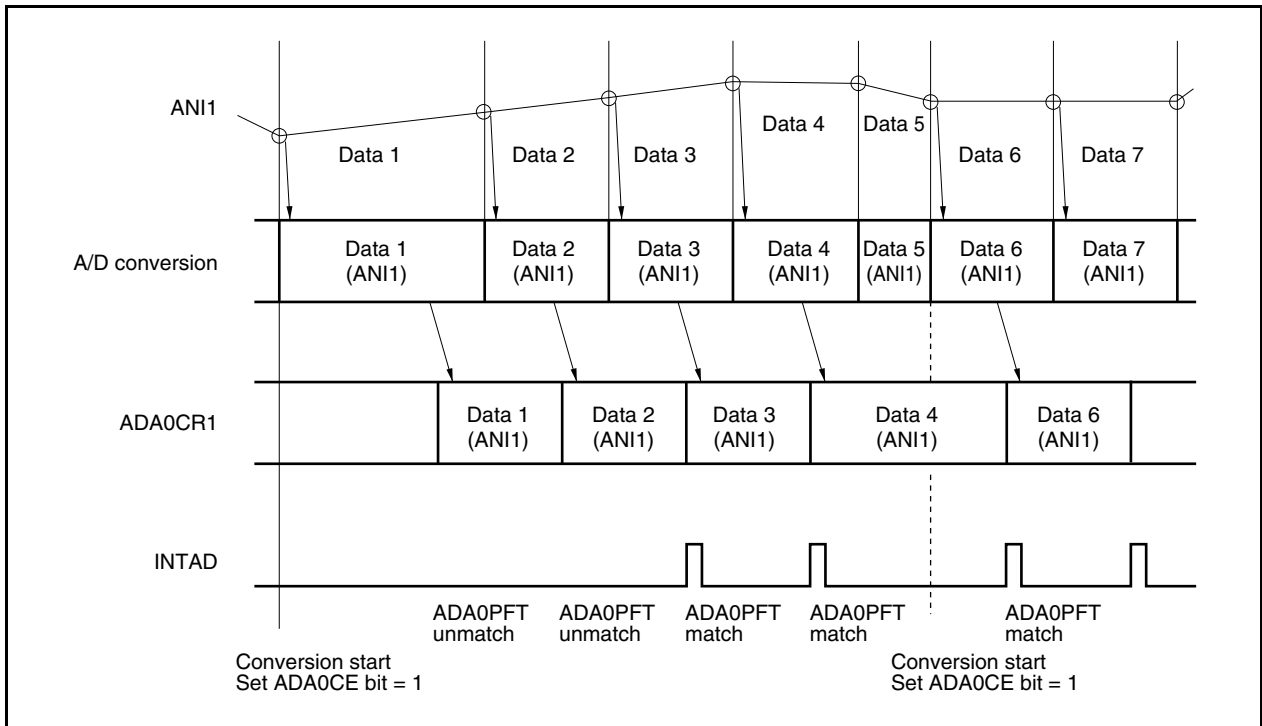 ANI1
Data 1
Data 2
Data 3
Data 4
Data 5
Data 6
Data 7
A/D conversion
Data 1
(ANI1)
Data 2
(ANI1)
Data 3
(ANI1)
Data 4
(ANI1)
Data 5
(ANI1)
Data 6
(ANI1)
Data 7
(ANI1)
ADA0CR1
Data 1
(ANI1)
Data 2
(ANI1)
Data 3
(ANI1)
Data 4
(ANI1)
Data 6
(ANI1)
INTAD
ADA0PFT
unmatch
ADA0PFT
unmatch
ADA0PFT
match
ADA0PFT
match
ADA0PFT
match
Conversion start
Set ADA0CE bit = 1
Conversion start
Set ADA0CE bit = 1